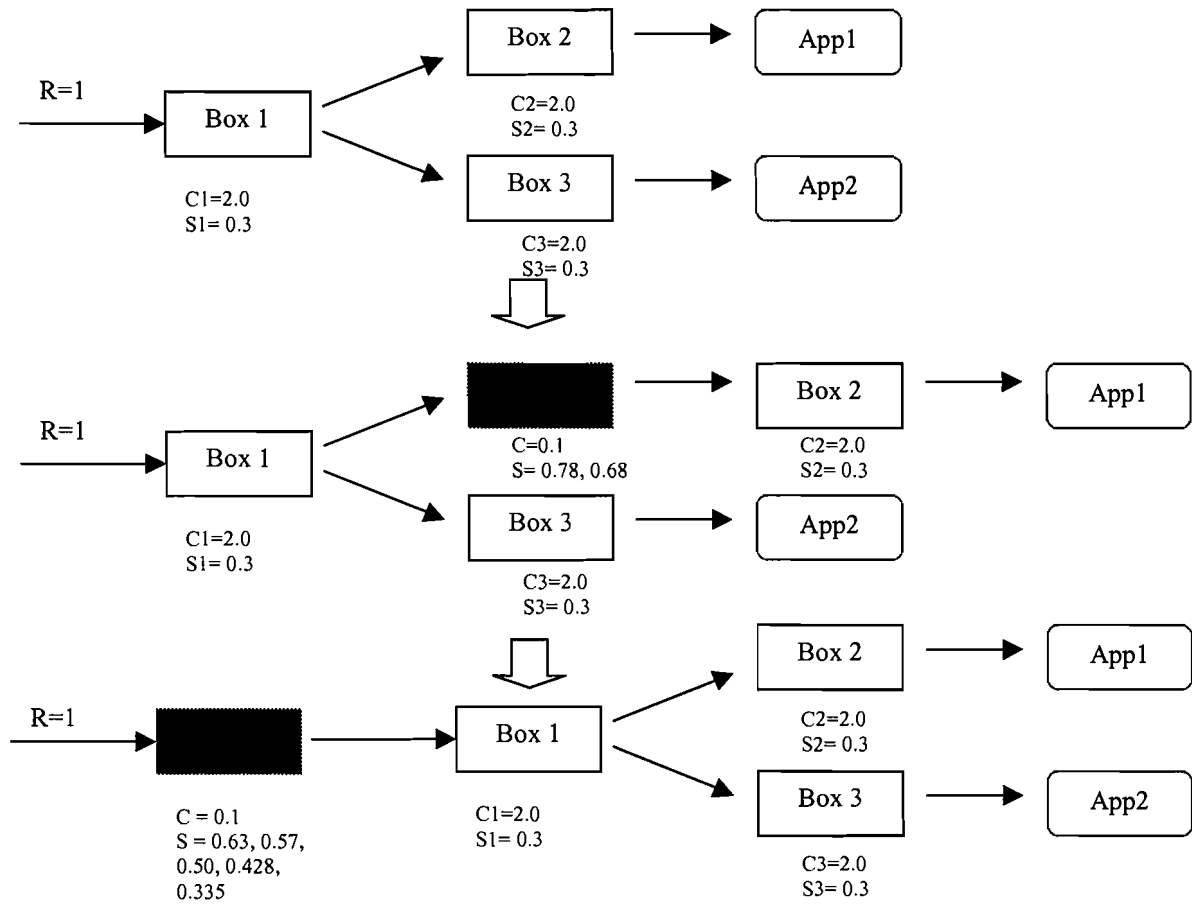 Box 2
App1
R=1
Box 1
C2=2.0
S2= 0.3
Box 3
App2
C1=2.0
S1= 0.3
C3=2.0
S3= 0.3
Box 2
App1
R=1
Box 1
C=0.1
S= 0.78, 0.68
C2=2.0
S2= 0.3
Box 3
App2
C1=2.0
S1= 0.3
C3=2.0
S3= 0.3
Box 2
App1
R=1
Box 1
C2=2.0
S2= 0.3
Box 3
App2
C = 0.1
S = 0.63, 0.57,
0.50, 0.428,
0.335
C1=2.0
S1= 0.3
C3=2.0
S3= 0.3